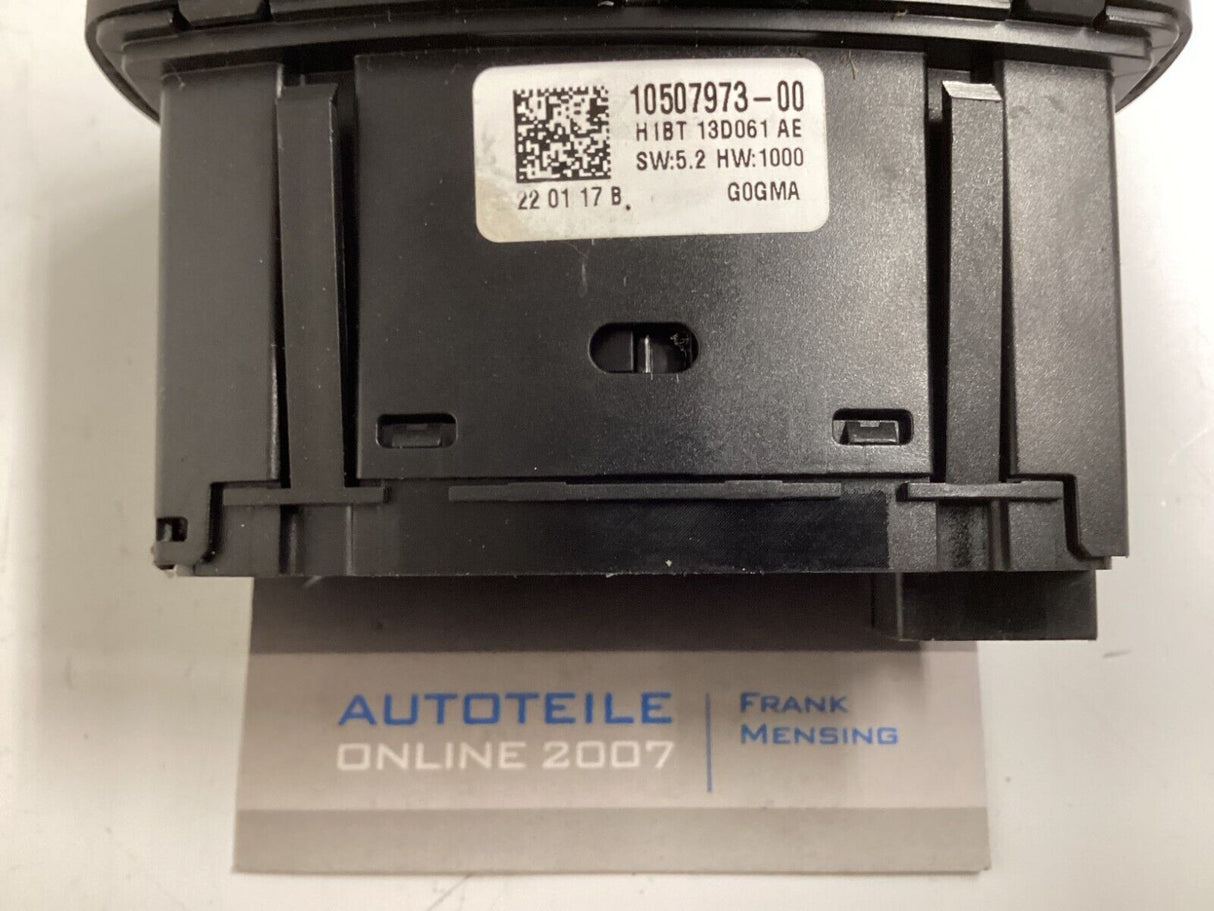 10507973-00
H1BT 13D061 AE
SW:5.2 HW:1000
22 01 17 B. G0GMA
AUTOTEILE
ONLINE 2007
FRANK
MENSING